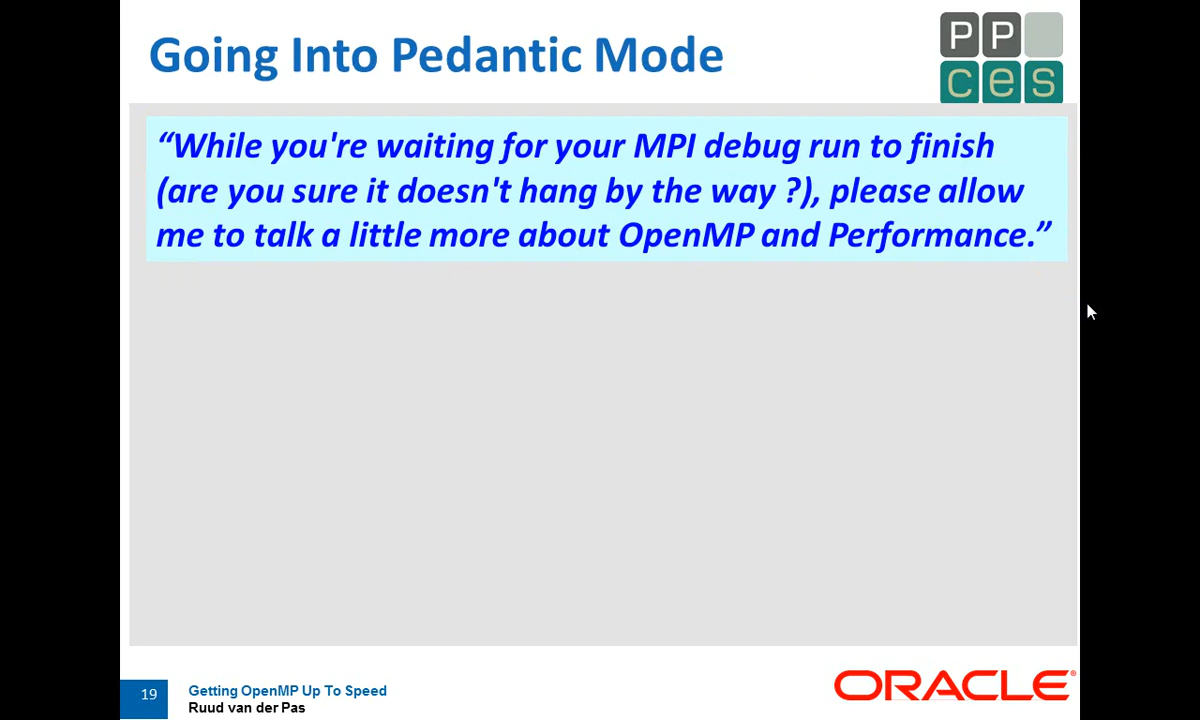 Going Into Pedantic Mode
PP
ces
“While you're waiting for your MPI debug run to finish
(are you sure it doesn't hang by the way ?), please allow
me to talk a little more about OpenMP and Performance.”
19
Getting OpenMP Up To Speed
Ruud van der Pas
ORACLE®